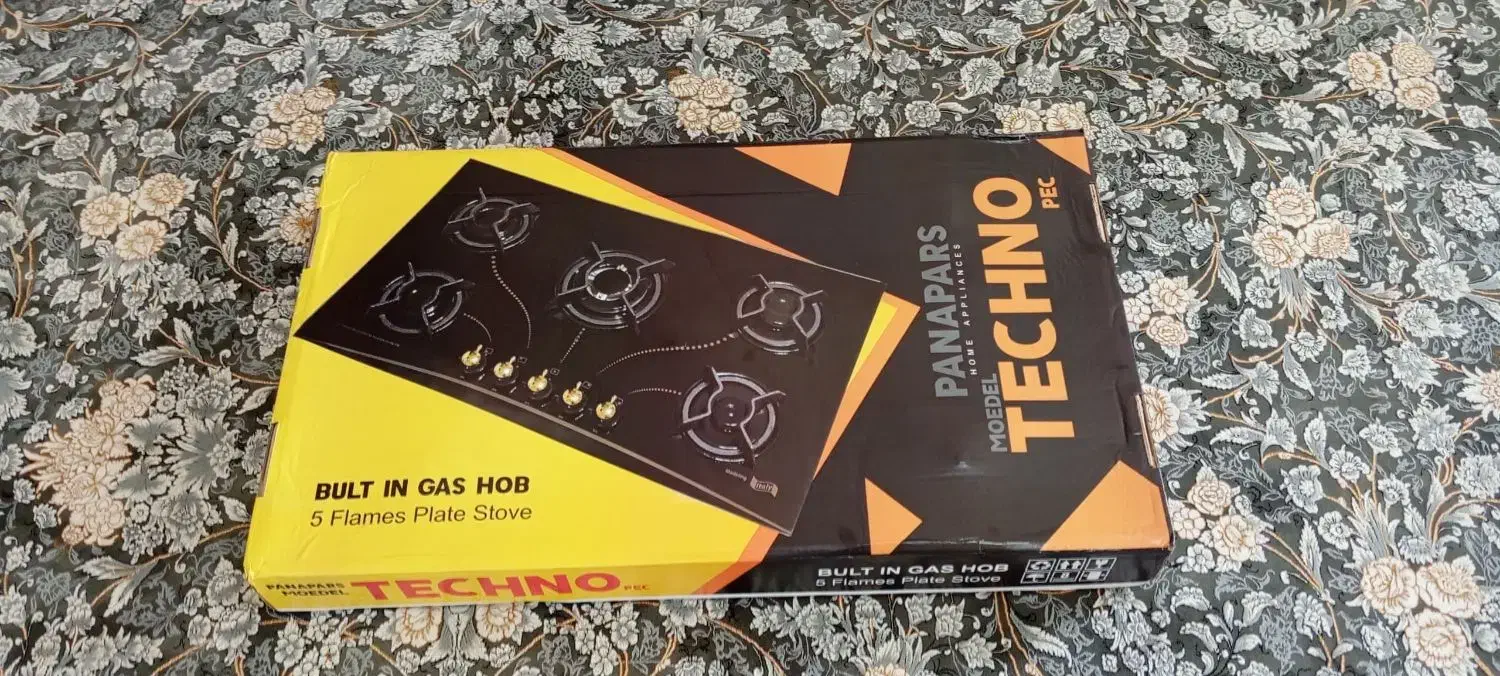 BULT IN GAS HOB
5 Flames Plate Stove
PANAPARS
HOME APPLIANCES
MOEDEL
TECHNO
PEC
Italy
PANAPARS
MOEDEL
TECHNO PEC
BULT IN GAS HOB
5 Flames Plate Stove